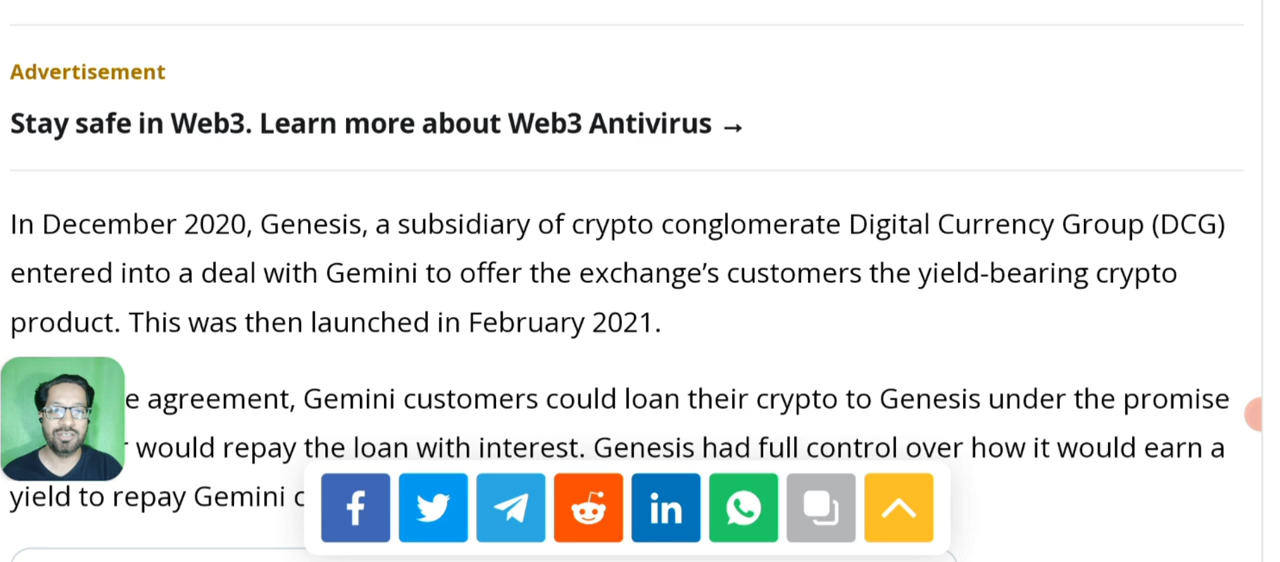 Advertisement
Stay safe in Web3. Learn more about Web3 Antivirus →
In December 2020, Genesis, a subsidiary of crypto conglomerate Digital Currency Group (DCG)
entered into a deal with Gemini to offer the exchange’s customers the yield-bearing crypto
product. This was then launched in February 2021.
agreement, Gemini customers could loan their crypto to Genesis under the promise
would repay the loan with interest. Genesis had full control over how it would earn a
yield to repay Gemini
f
in